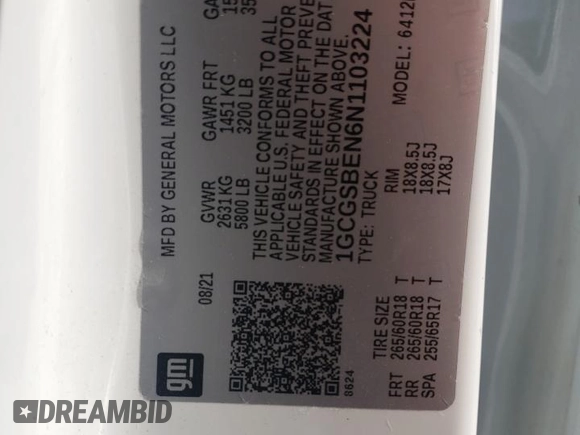 MFD BY GENERAL MOTORS LLC
08/21
GVWR
2631 KG
5800 LB
GAWR FRT
1451 KG
3200 LB
THIS VEHICLE CONFORMS TO ALL
APPLICABLE U.S. FEDERAL MOTOR
VEHICLE SAFETY AND THEFT PREVE
STANDARDS IN EFFECT ON THE DAT
MANUFACTURE SHOWN ABOVE.
1GCGSBEN6N1103224
TYPE: TRUCK
MODEL:
gm
8624
TIRE SIZE RIM
FRT 265/60R18 T 18X8.5J
RR 265/60R18 T 18X8.5J
SPA 255/65R17 T 17X8J
DREAMBID